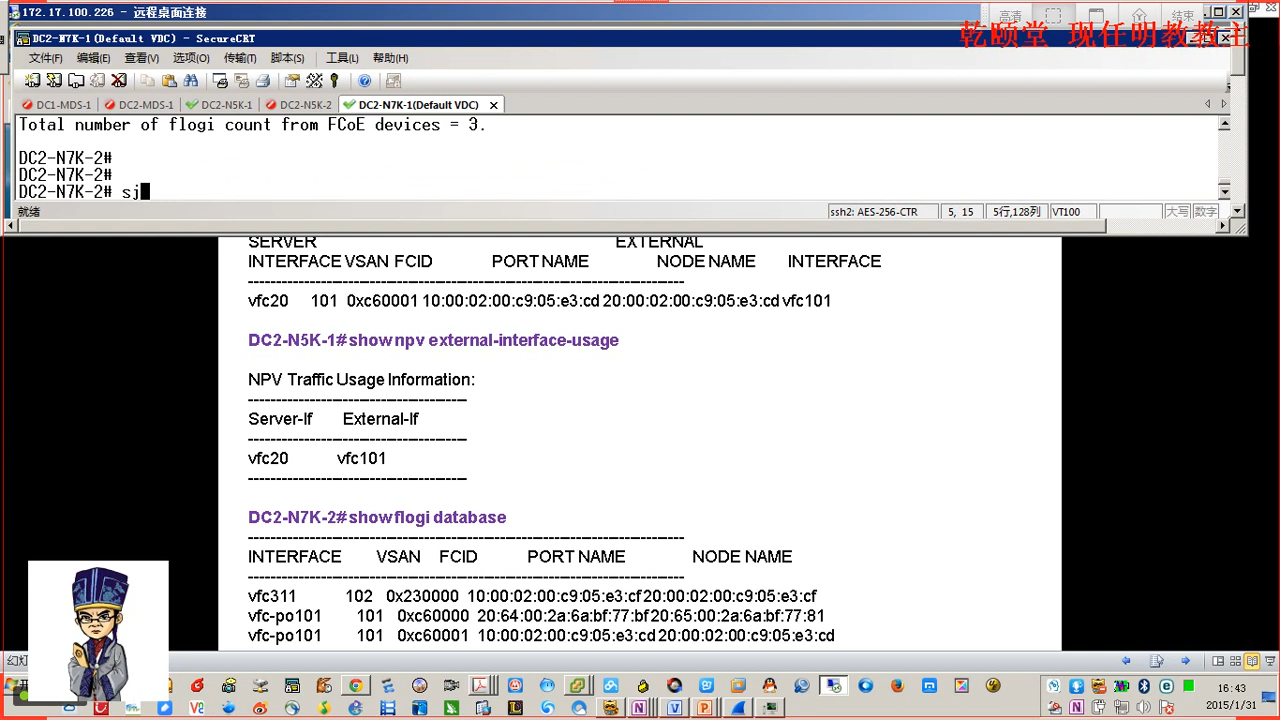 172.17.100.226 - 远程桌面连接
高清
结束
乾颐堂 现任明教教主
DC2-N7K-1(Default VDC) - SecureCRT
文件(F) 编辑(E) 查看(V) 选项(O) 传输(T) 脚本(S) 工具(L) 帮助(H)
DC1-MDS-1 DC2-MDS-1 DC2-N5K-1 DC2-N5K-2 DC2-N7K-1(Default VDC)
Total number of flogi count from FCoE devices = 3.
DC2-N7K-2#
DC2-N7K-2#
DC2-N7K-2# sj
就绪 ssh2: AES-256-CTR 5, 15 5行,128列 VT100 大写 数字
SERVER EXTERNAL
INTERFACE VSAN FCID PORT NAME NODE NAME INTERFACE
--------------------------------------------------------------------------------
vfc20 101 0xc60001 10:00:02:00:c9:05:e3:cd 20:00:02:00:c9:05:e3:cd vfc101
DC2-N5K-1# show npv external-interface-usage
NPV Traffic Usage Information:
----------------------------------------
Server-If External-If
----------------------------------------
vfc20 vfc101
----------------------------------------
DC2-N7K-2# show flogi database
--------------------------------------------------------------------------------
INTERFACE VSAN FCID PORT NAME NODE NAME
--------------------------------------------------------------------------------
vfc311 102 0x230000 10:00:02:00:c9:05:e3:cf 20:00:02:00:c9:05:e3:cf
vfc-po101 101 0xc60000 20:64:00:2a:6a:bf:77:bf 20:65:00:2a:6a:bf:77:81
vfc-po101 101 0xc60001 10:00:02:00:c9:05:e3:cd 20:00:02:00:c9:05:e3:cd
16:43
2015/1/31